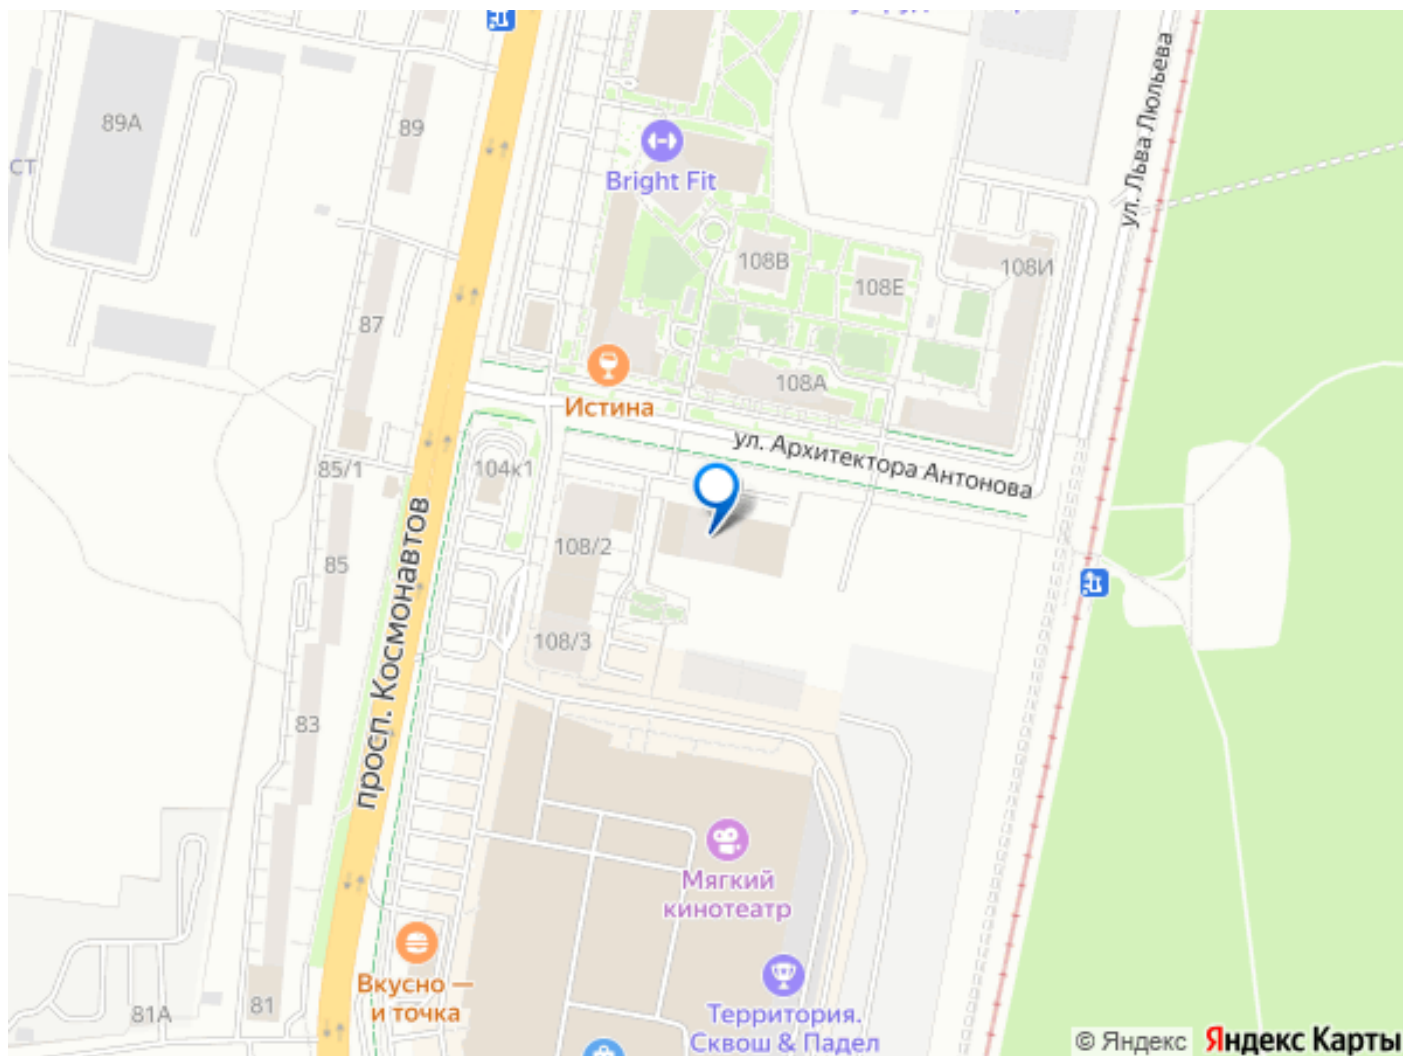 ул. Льва Люльева
89А
89
СТ
Bright Fit
108В
108И
108Е
87
108А
Истина
ул. Архитектора Антонова
85/1
104к1
просп. Космонавтов
108/2
85
108/3
83
Мягкий
кинотеатр
Вкусно —
и точка
81
81А
Территория.
Сквош & Падел
© Яндекс
Яндекс Карты